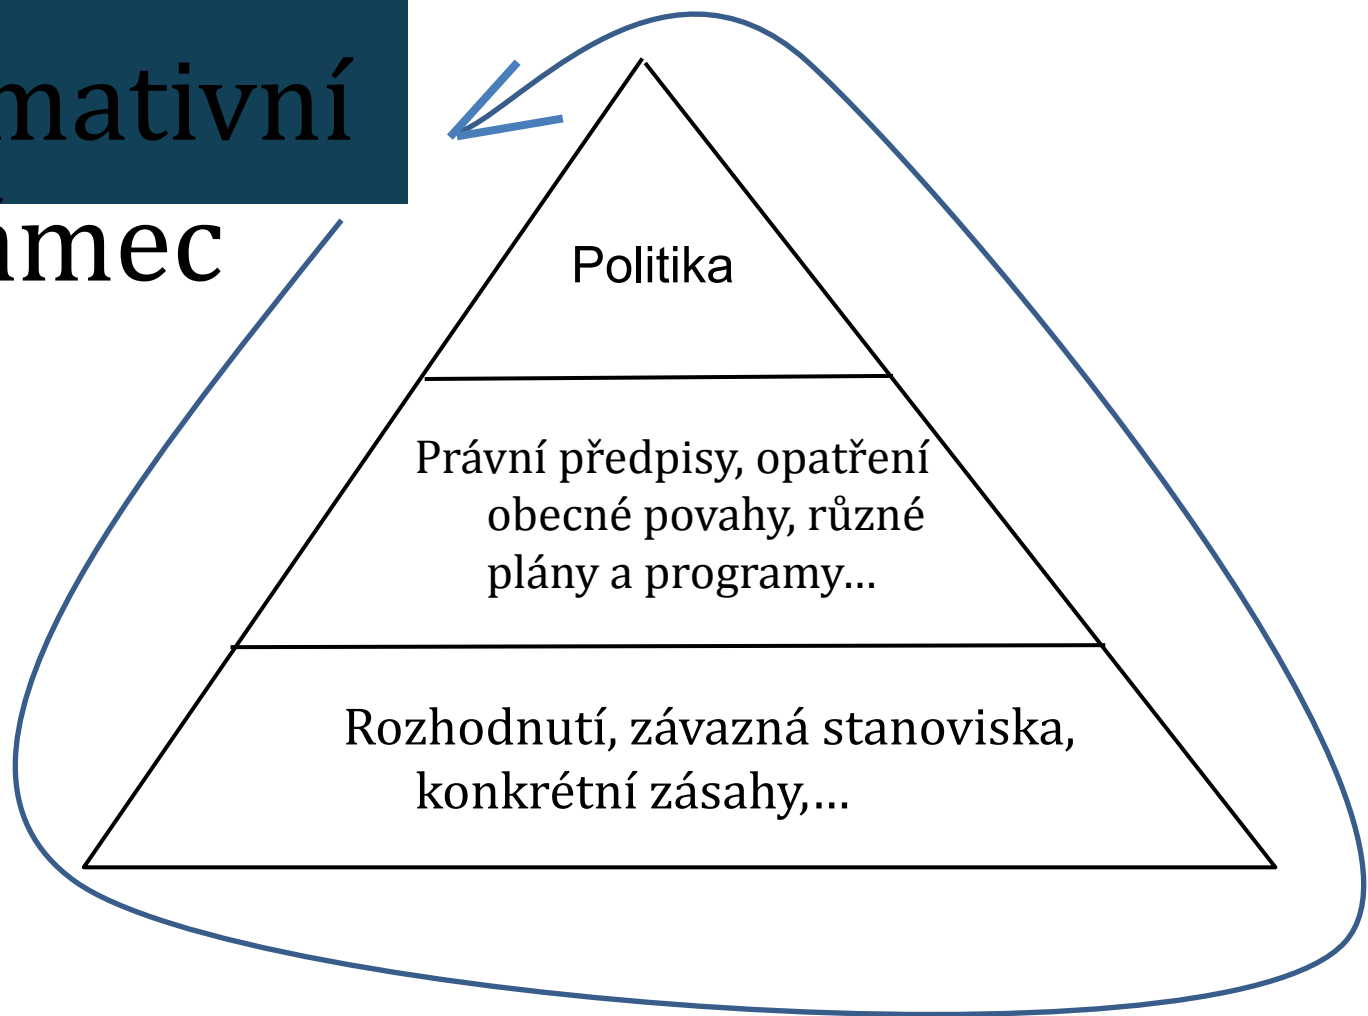 mativní
mec
Politika
Právní předpisy, opatření
obecné povahy, různé
plány a programy…
Rozhodnutí, závazná stanoviska,
konkrétní zásahy,…